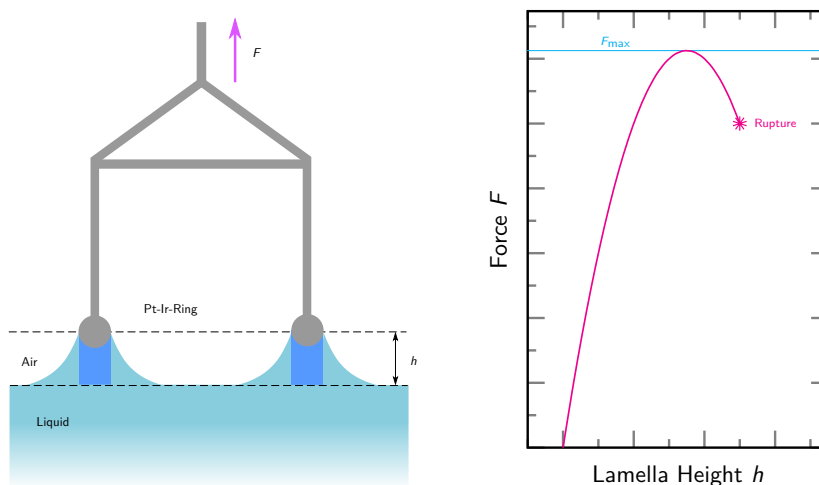 F
Pt-Ir-Ring
Air
h
Liquid
Fmax
Rupture
Force F
Lamella Height h